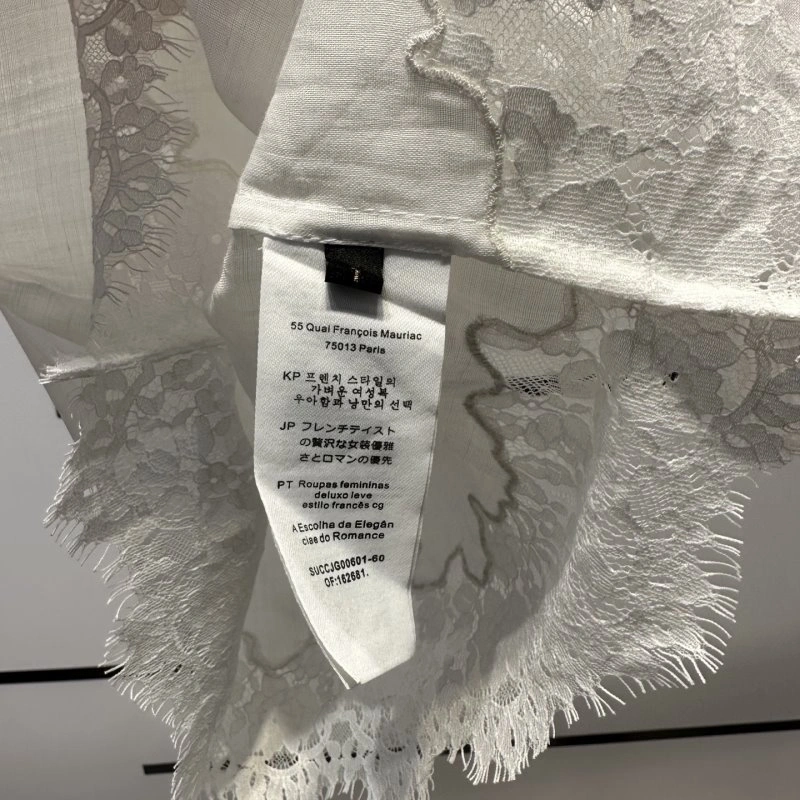 55 Quai François Mauriac
75013 Paris
KP 프렌치 스타일의
가벼운 여성복
우아함과 낭만의 선택
JP フレンチテイスト
の贅沢な女装優雅
さとロマンの優先
PT Roupas femininas
deluxo leve
estilo francês cg
A Escolha da Elegân
ciae do Romance
SUCCJG00601-60
OF:162681.